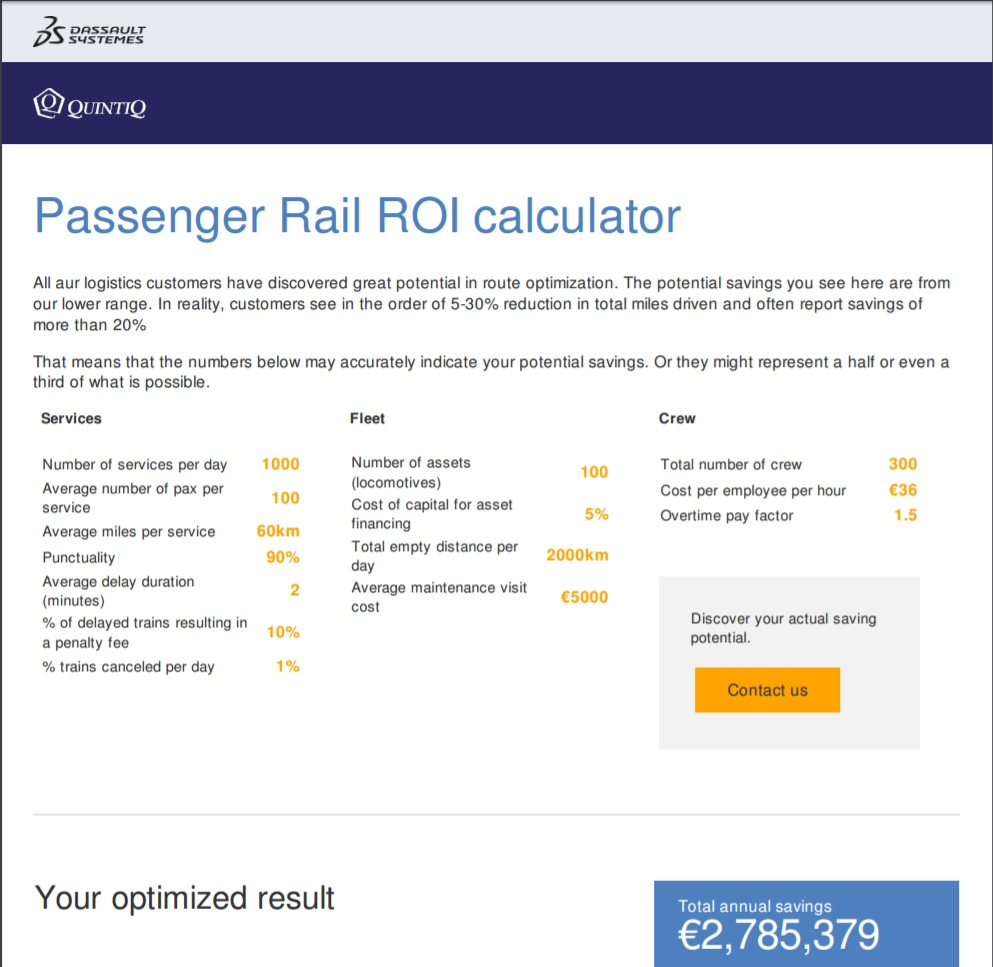 DASSAULT
SYSTEMES
QUINTIQ
Passenger Rail ROI calculator
All aur logistics customers have discovered great potential in route optimization. The potential savings you see here are from
our lower range. In reality, customers see in the order of 5-30% reduction in total miles driven and often report savings of
more than 20%
That means that the numbers below may accurately indicate your potential savings. Or they might represent a half or even a
third of what is possible.
Services
Number of services per day 1000
Average number of pax per
service 100
Average miles per service 60km
Punctuality 90%
Average delay duration
(minutes) 2
% of delayed trains resulting in
a penalty fee 10%
% trains canceled per day 1%
Fleet
Number of assets
(locomotives) 100
Cost of capital for asset
financing 5%
Total empty distance per
day 2000km
Average maintenance visit
cost €5000
Crew
Total number of crew 300
Cost per employee per hour €36
Overtime pay factor 1.5
Discover your actual saving
potential.
Contact us
Your optimized result
Total annual savings
€2,785,379